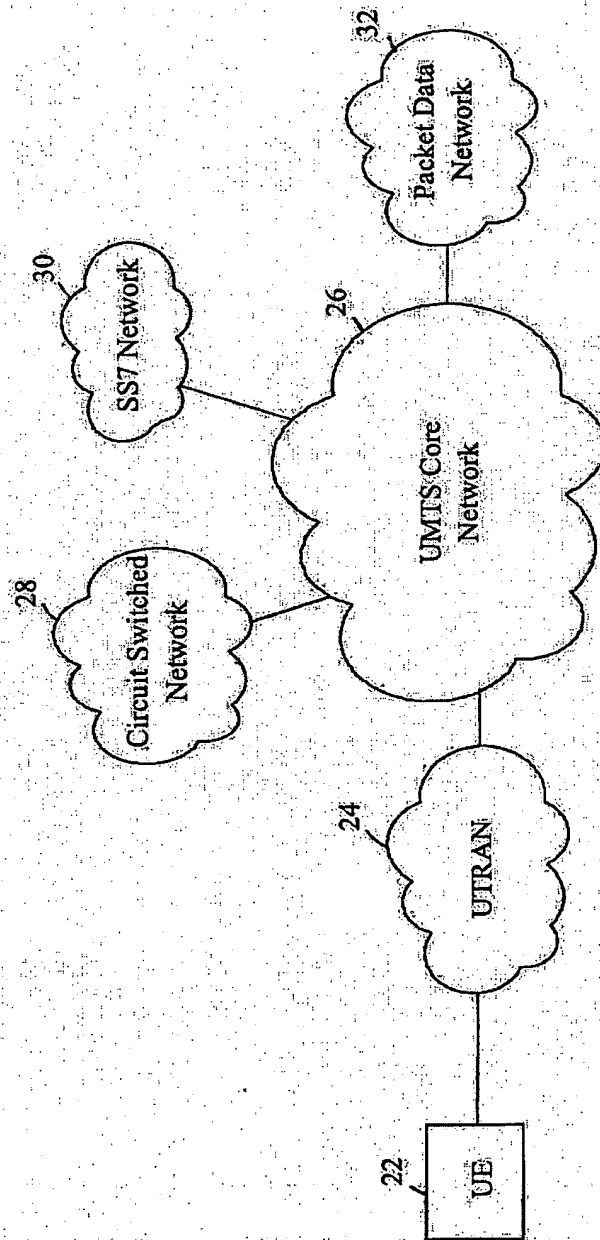 28
Circuit Switched
Network
30
SS7 Network
26
UMTS Core
Network
32
Packet Data
Network
24
UTRAN
22
UE